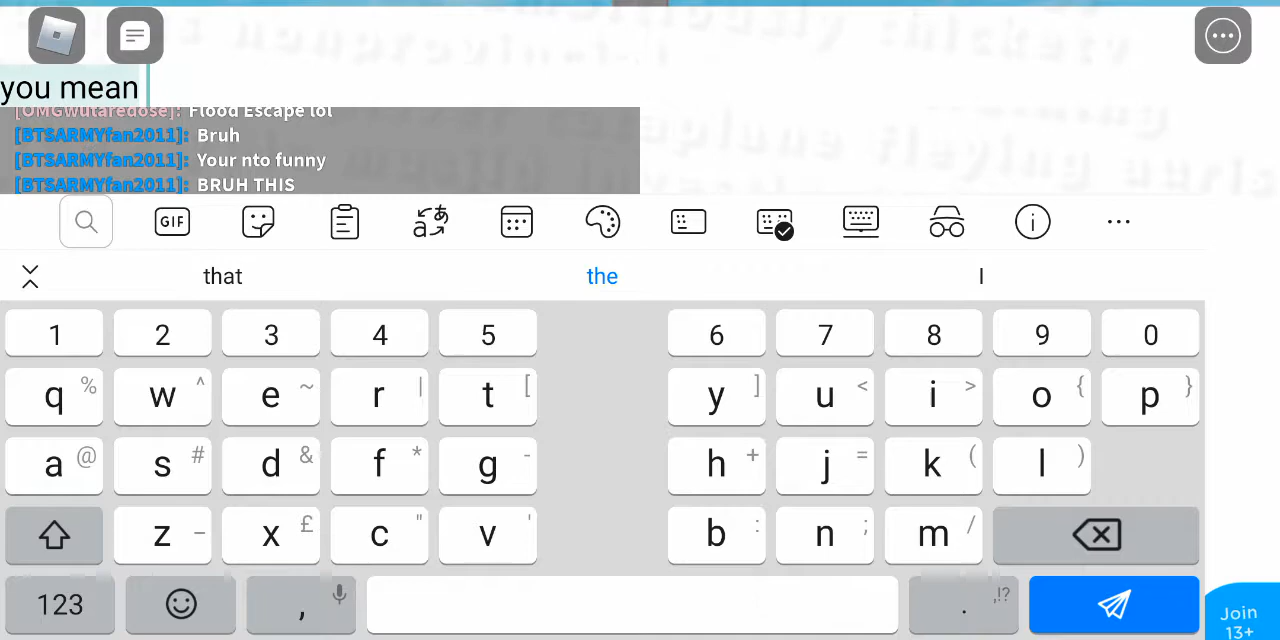 you mean
[OMGwutaredose]: Flood Escape lol
[BTSARMYfan2011]: Bruh
[BTSARMYfan2011]: Your nto funny
[BTSARMYfan2011]: BRUH THIS
GIF
that the I
1 2 3 4 5 6 7 8 9 0
q % w ^ e ~ r | t [ y ] u < i > o { p }
a @ s # d & f * g - h + j = k ( l )
z _ x £ c " v ' b : n ; m /
123 , . ,!?
Join
13+